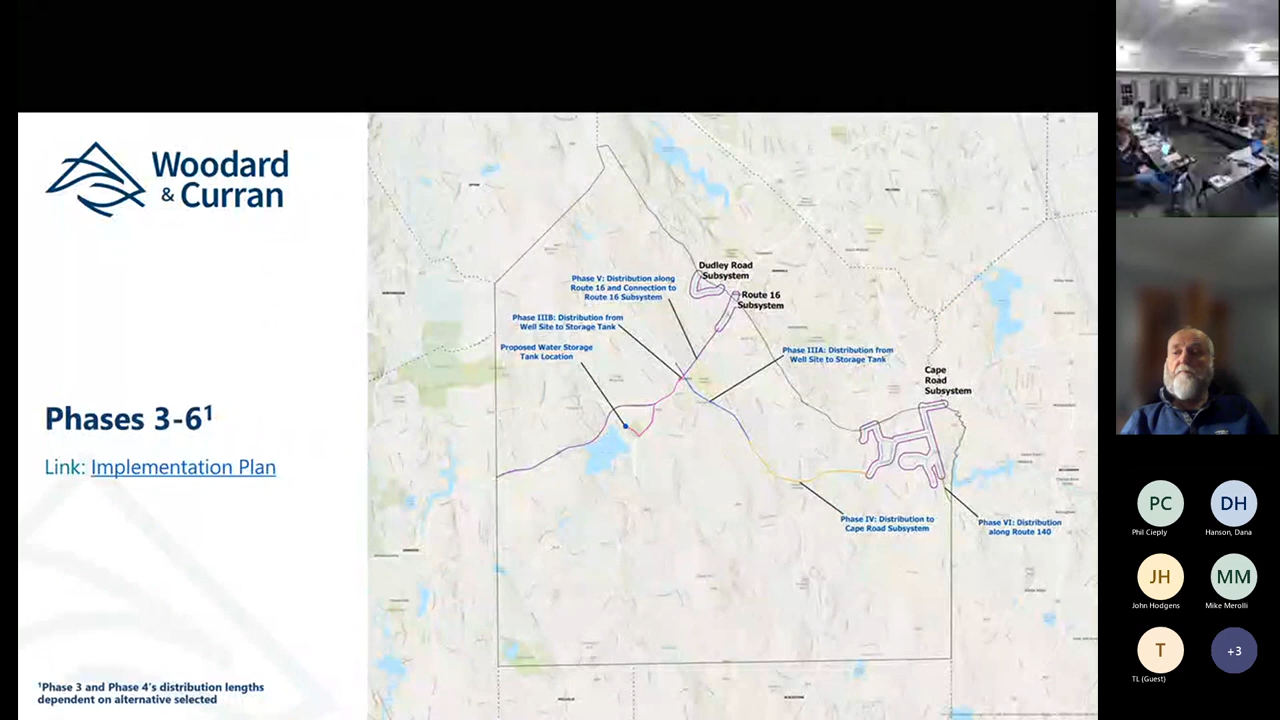 Woodard
& Curran
Phases 3-6¹
Link: Implementation Plan
¹Phase 3 and Phase 4's distribution lengths
dependent on alternative selected
Dudley Road
Subsystem
Route 16
Subsystem
Phase V: Distribution along
Route 16 and Connection to
Route 16 Subsystem
Phase IIIB: Distribution from
Well Site to Storage Tank
Proposed Water Storage
Tank Location
Phase IIIA: Distribution from
Well Site to Storage Tank
Cape
Road
Subsystem
Phase IV: Distribution to
Cape Road Subsystem
Phase VI: Distribution
along Route 140
PC
DH
Phil Cieply
Hanson, Dana
JH
MM
John Hodgens
Mike Merolli
T
+3
TL (Guest)